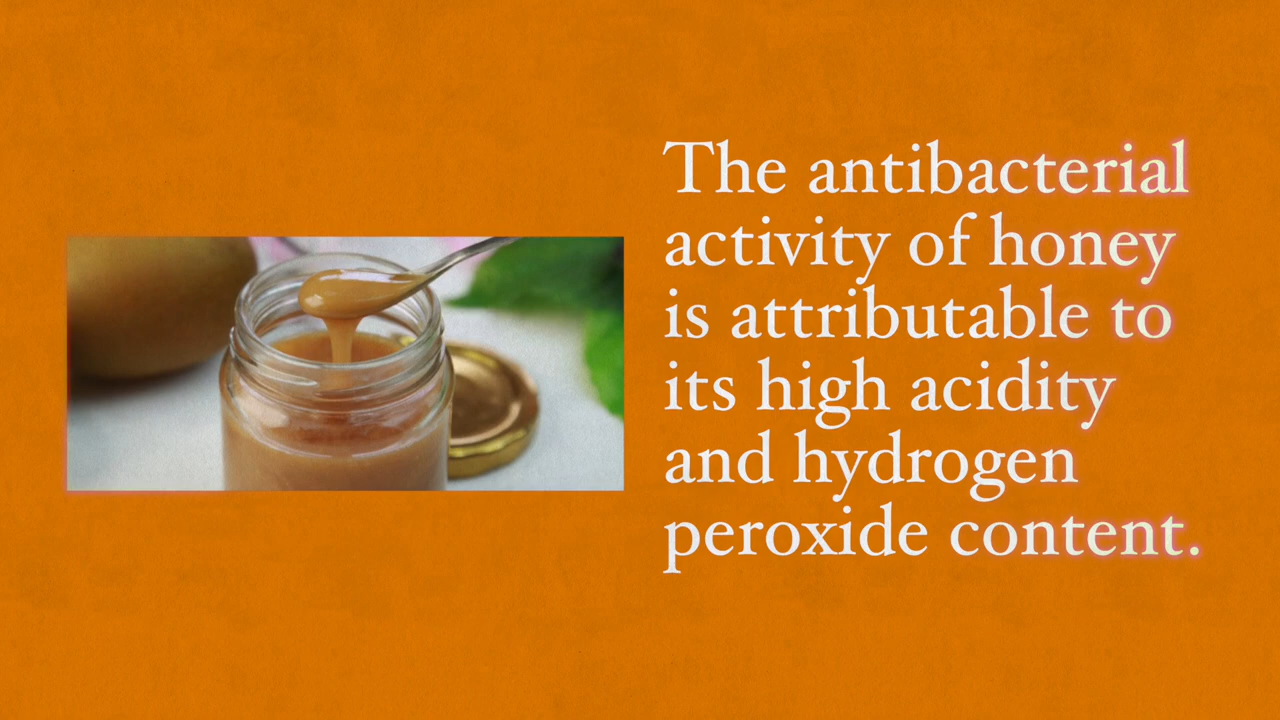 The antibacterial
activity of honey
is attributable to
its high acidity
and hydrogen
peroxide content.